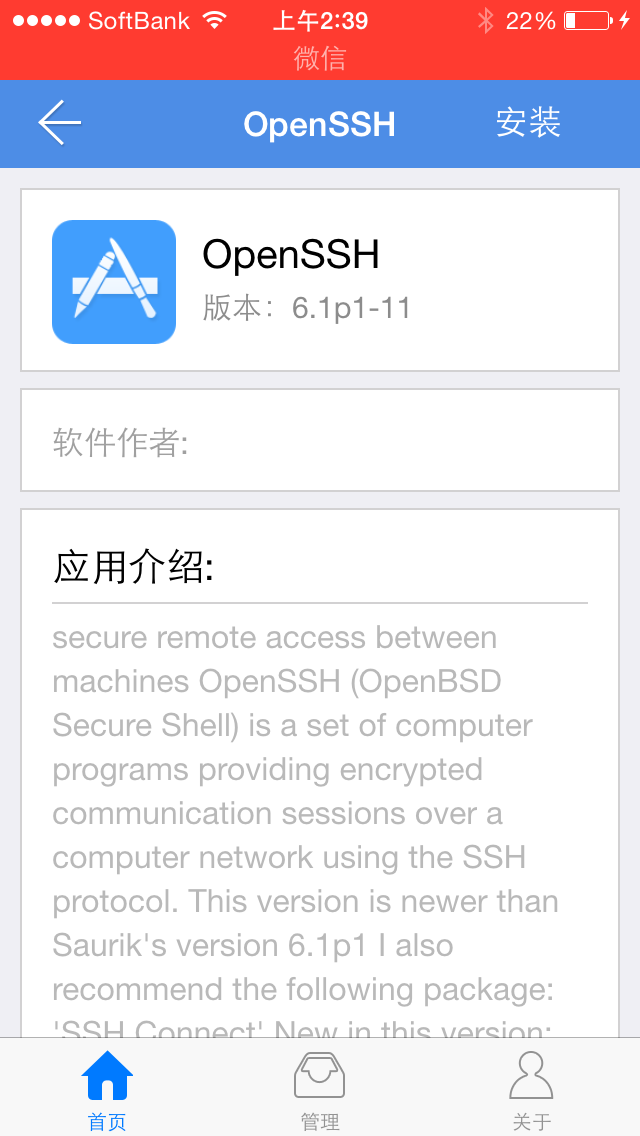 SoftBank 上午2:39 22%
微信
OpenSSH 安装
OpenSSH
版本：6.1p1-11
软件作者:
应用介绍:
secure remote access between
machines OpenSSH (OpenBSD
Secure Shell) is a set of computer
programs providing encrypted
communication sessions over a
computer network using the SSH
protocol. This version is newer than
Saurik's version 6.1p1 I also
recommend the following package:
'SSH Connect' New in this version:
首页 管理 关于